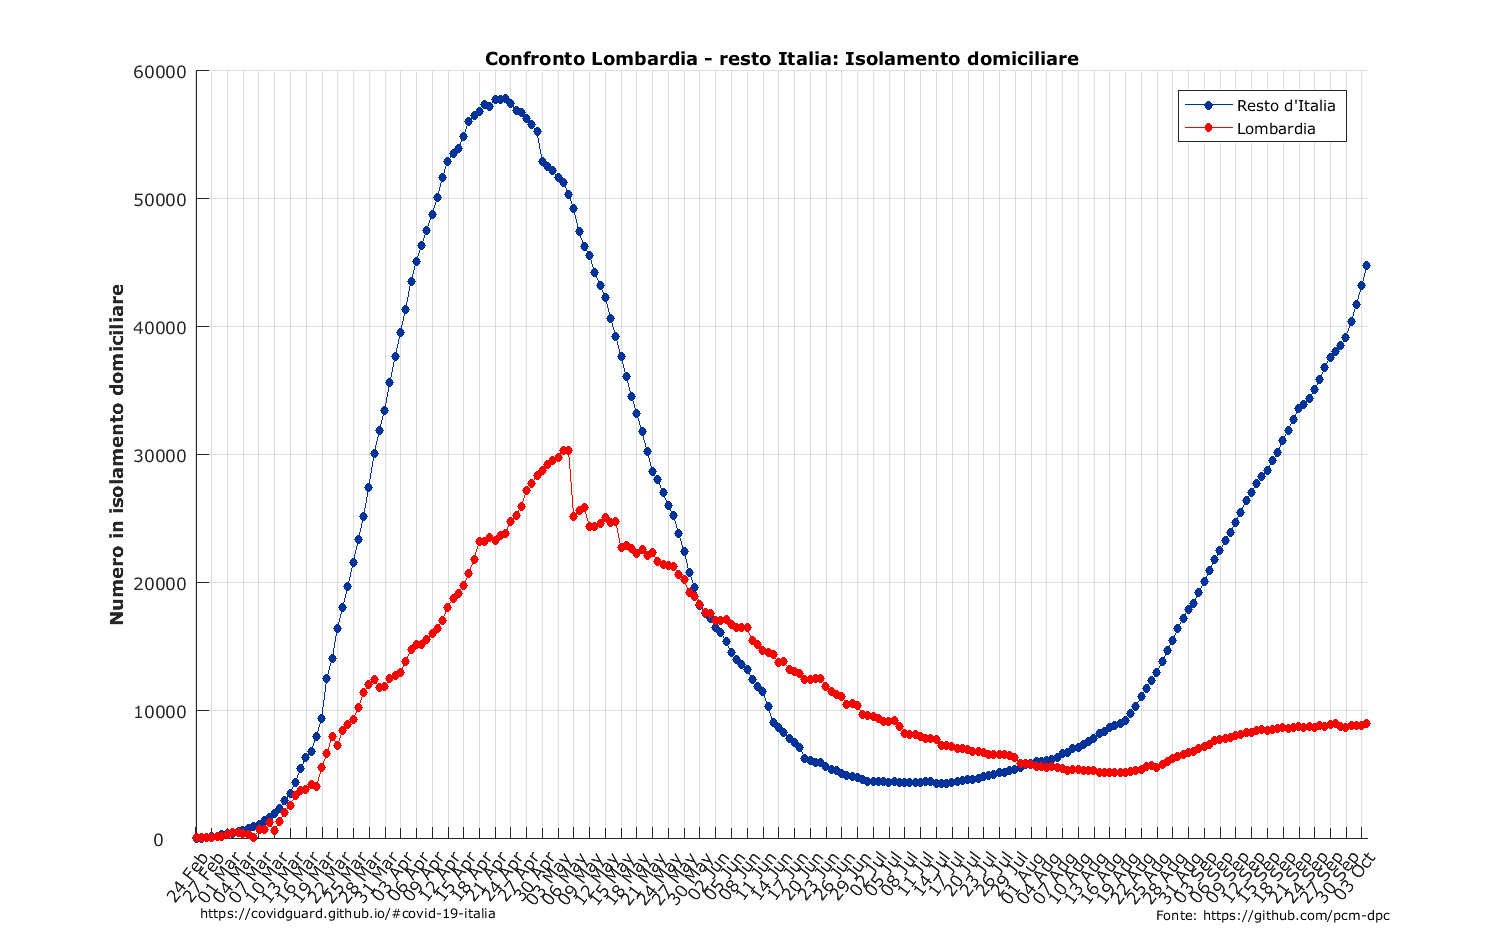 Confronto Lombardia - resto Italia: Isolamento domiciliare
Numero in isolamento domiciliare
60000
50000
40000
30000
20000
10000
0
Resto d'Italia
Lombardia
24 Feb
27 Feb
01 Mar
04 Mar
07 Mar
10 Mar
13 Mar
16 Mar
19 Mar
22 Mar
25 Mar
28 Mar
31 Mar
03 Apr
06 Apr
09 Apr
12 Apr
15 Apr
18 Apr
21 Apr
24 Apr
27 Apr
30 Apr
03 May
06 May
09 May
12 May
15 May
18 May
21 May
24 May
27 May
30 May
02 Jun
05 Jun
08 Jun
11 Jun
14 Jun
17 Jun
20 Jun
23 Jun
26 Jun
29 Jun
02 Jul
05 Jul
08 Jul
11 Jul
14 Jul
17 Jul
20 Jul
23 Jul
26 Jul
29 Jul
01 Aug
04 Aug
07 Aug
10 Aug
13 Aug
16 Aug
19 Aug
22 Aug
25 Aug
28 Aug
31 Aug
03 Sep
06 Sep
09 Sep
12 Sep
15 Sep
18 Sep
21 Sep
24 Sep
27 Sep
30 Sep
03 Oct
https://covidguard.github.io/#covid-19-italia
Fonte: https://github.com/pcm-dpc